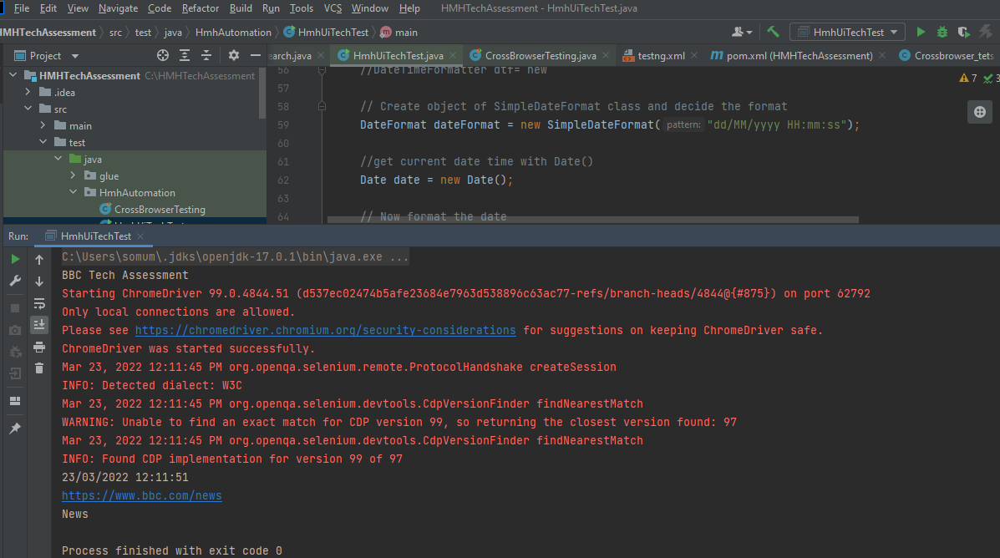 File Edit View Navigate Code Refactor Build Run Tools VCS Window Help HMHTechAssessment - HmhUiTechTest.java
HMHTechAssessment src test java HmhAutomation HmhUiTechTest main HmhUiTechTest
Project earch.java HmhUiTechTest.java CrossBrowserTesting.java testng.xml pom.xml (HMHTechAssessment) Crossbrowser_tets
HMHTechAssessment C:\HMHTechAssessment
.idea
src
main
test
java
glue
HmhAutomation
CrossBrowserTesting
HmhUiTechTest
7 3
56 //DateTimeFormatter dtf= new
57
58 // Create object of SimpleDateFormat class and decide the format
59 DateFormat dateFormat = new SimpleDateFormat( pattern: "dd/MM/yyyy HH:mm:ss");
60
61 //get current date time with Date()
62 Date date = new Date();
63
64 // Now format the date
Run: HmhUiTechTest
C:\Users\somum\.jdks\openjdk-17.0.1\bin\java.exe ...
BBC Tech Assessment
Starting ChromeDriver 99.0.4844.51 (d537ec02474b5afe23684e7963d538896c63ac77-refs/branch-heads/4844@{#875}) on port 62792
Only local connections are allowed.
Please see https://chromedriver.chromium.org/security-considerations for suggestions on keeping ChromeDriver safe.
ChromeDriver was started successfully.
Mar 23, 2022 12:11:45 PM org.openqa.selenium.remote.ProtocolHandshake createSession
INFO: Detected dialect: W3C
Mar 23, 2022 12:11:45 PM org.openqa.selenium.devtools.CdpVersionFinder findNearestMatch
WARNING: Unable to find an exact match for CDP version 99, so returning the closest version found: 97
Mar 23, 2022 12:11:45 PM org.openqa.selenium.devtools.CdpVersionFinder findNearestMatch
INFO: Found CDP implementation for version 99 of 97
23/03/2022 12:11:51
https://www.bbc.com/news
News
Process finished with exit code 0